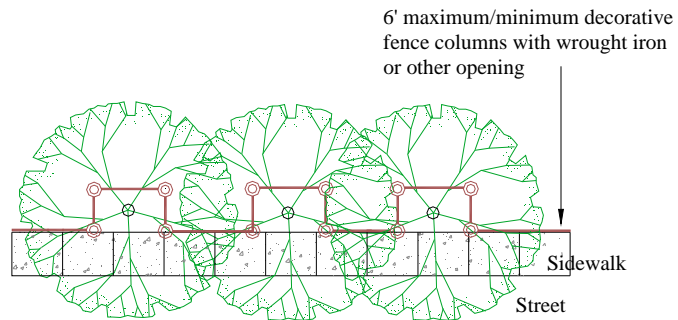 6' maximum/minimum decorative
fence columns with wrought iron
or other opening
Sidewalk
Street